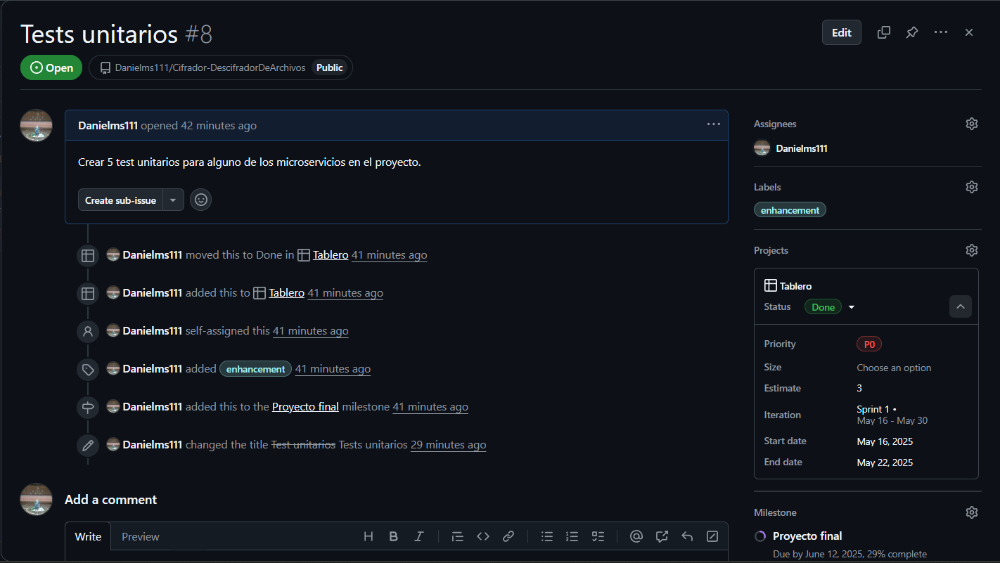 Tests unitarios #8
Edit
Open
Danielms111/Cifrador-DescifradorDeArchivos Public
Danielms111 opened 42 minutes ago
Crear 5 test unitarios para alguno de los microservicios en el proyecto.
Create sub-issue
Danielms111 moved this to Done in Tablero 41 minutes ago
Danielms111 added this to Tablero 41 minutes ago
Danielms111 self-assigned this 41 minutes ago
Danielms111 added enhancement 41 minutes ago
Danielms111 added this to the Proyecto final milestone 41 minutes ago
Danielms111 changed the title Test unitarios Tests unitarios 29 minutes ago
Add a comment
Write Preview
Assignees
Danielms111
Labels
enhancement
Projects
Tablero
Status Done
Priority P0
Size Choose an option
Estimate 3
Iteration Sprint 1 •
May 16 - May 30
Start date May 16, 2025
End date May 22, 2025
Milestone
Proyecto final
Due by June 12, 2025, 29% complete